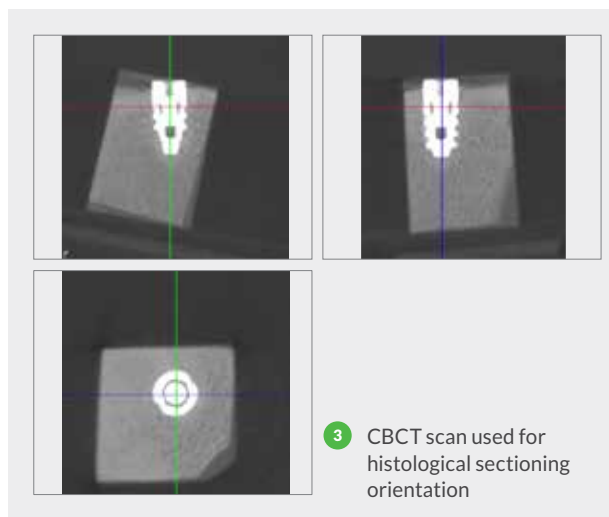 3 CBCT scan used for
histological sectioning
orientation